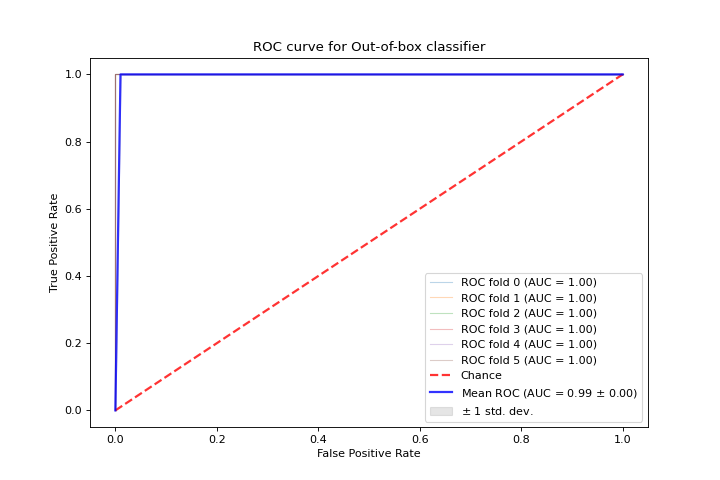 ROC curve for Out-of-box classifier
True Positive Rate
1.0
0.8
0.6
0.4
0.2
0.0
ROC fold 0 (AUC = 1.00)
ROC fold 1 (AUC = 1.00)
ROC fold 2 (AUC = 1.00)
ROC fold 3 (AUC = 1.00)
ROC fold 4 (AUC = 1.00)
ROC fold 5 (AUC = 1.00)
Chance
Mean ROC (AUC = 0.99 ± 0.00)
± 1 std. dev.
0.0 0.2 0.4 0.6 0.8 1.0
False Positive Rate